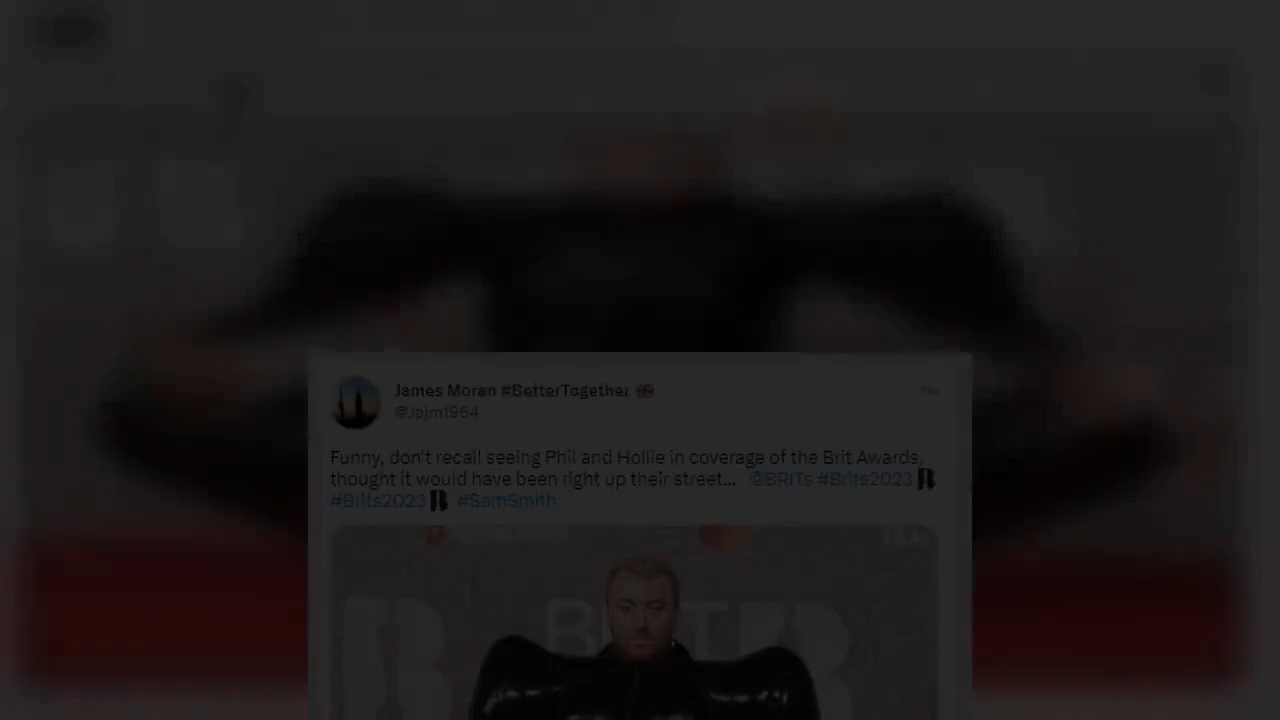 James Moran #BetterTogether
@Jpjm1964
Funny, don't recall seeing Phil and Hollie in coverage of the Brit Awards,
thought it would have been right up their street... @BRITs #Brits2023
#Brits2023 #SamSmith